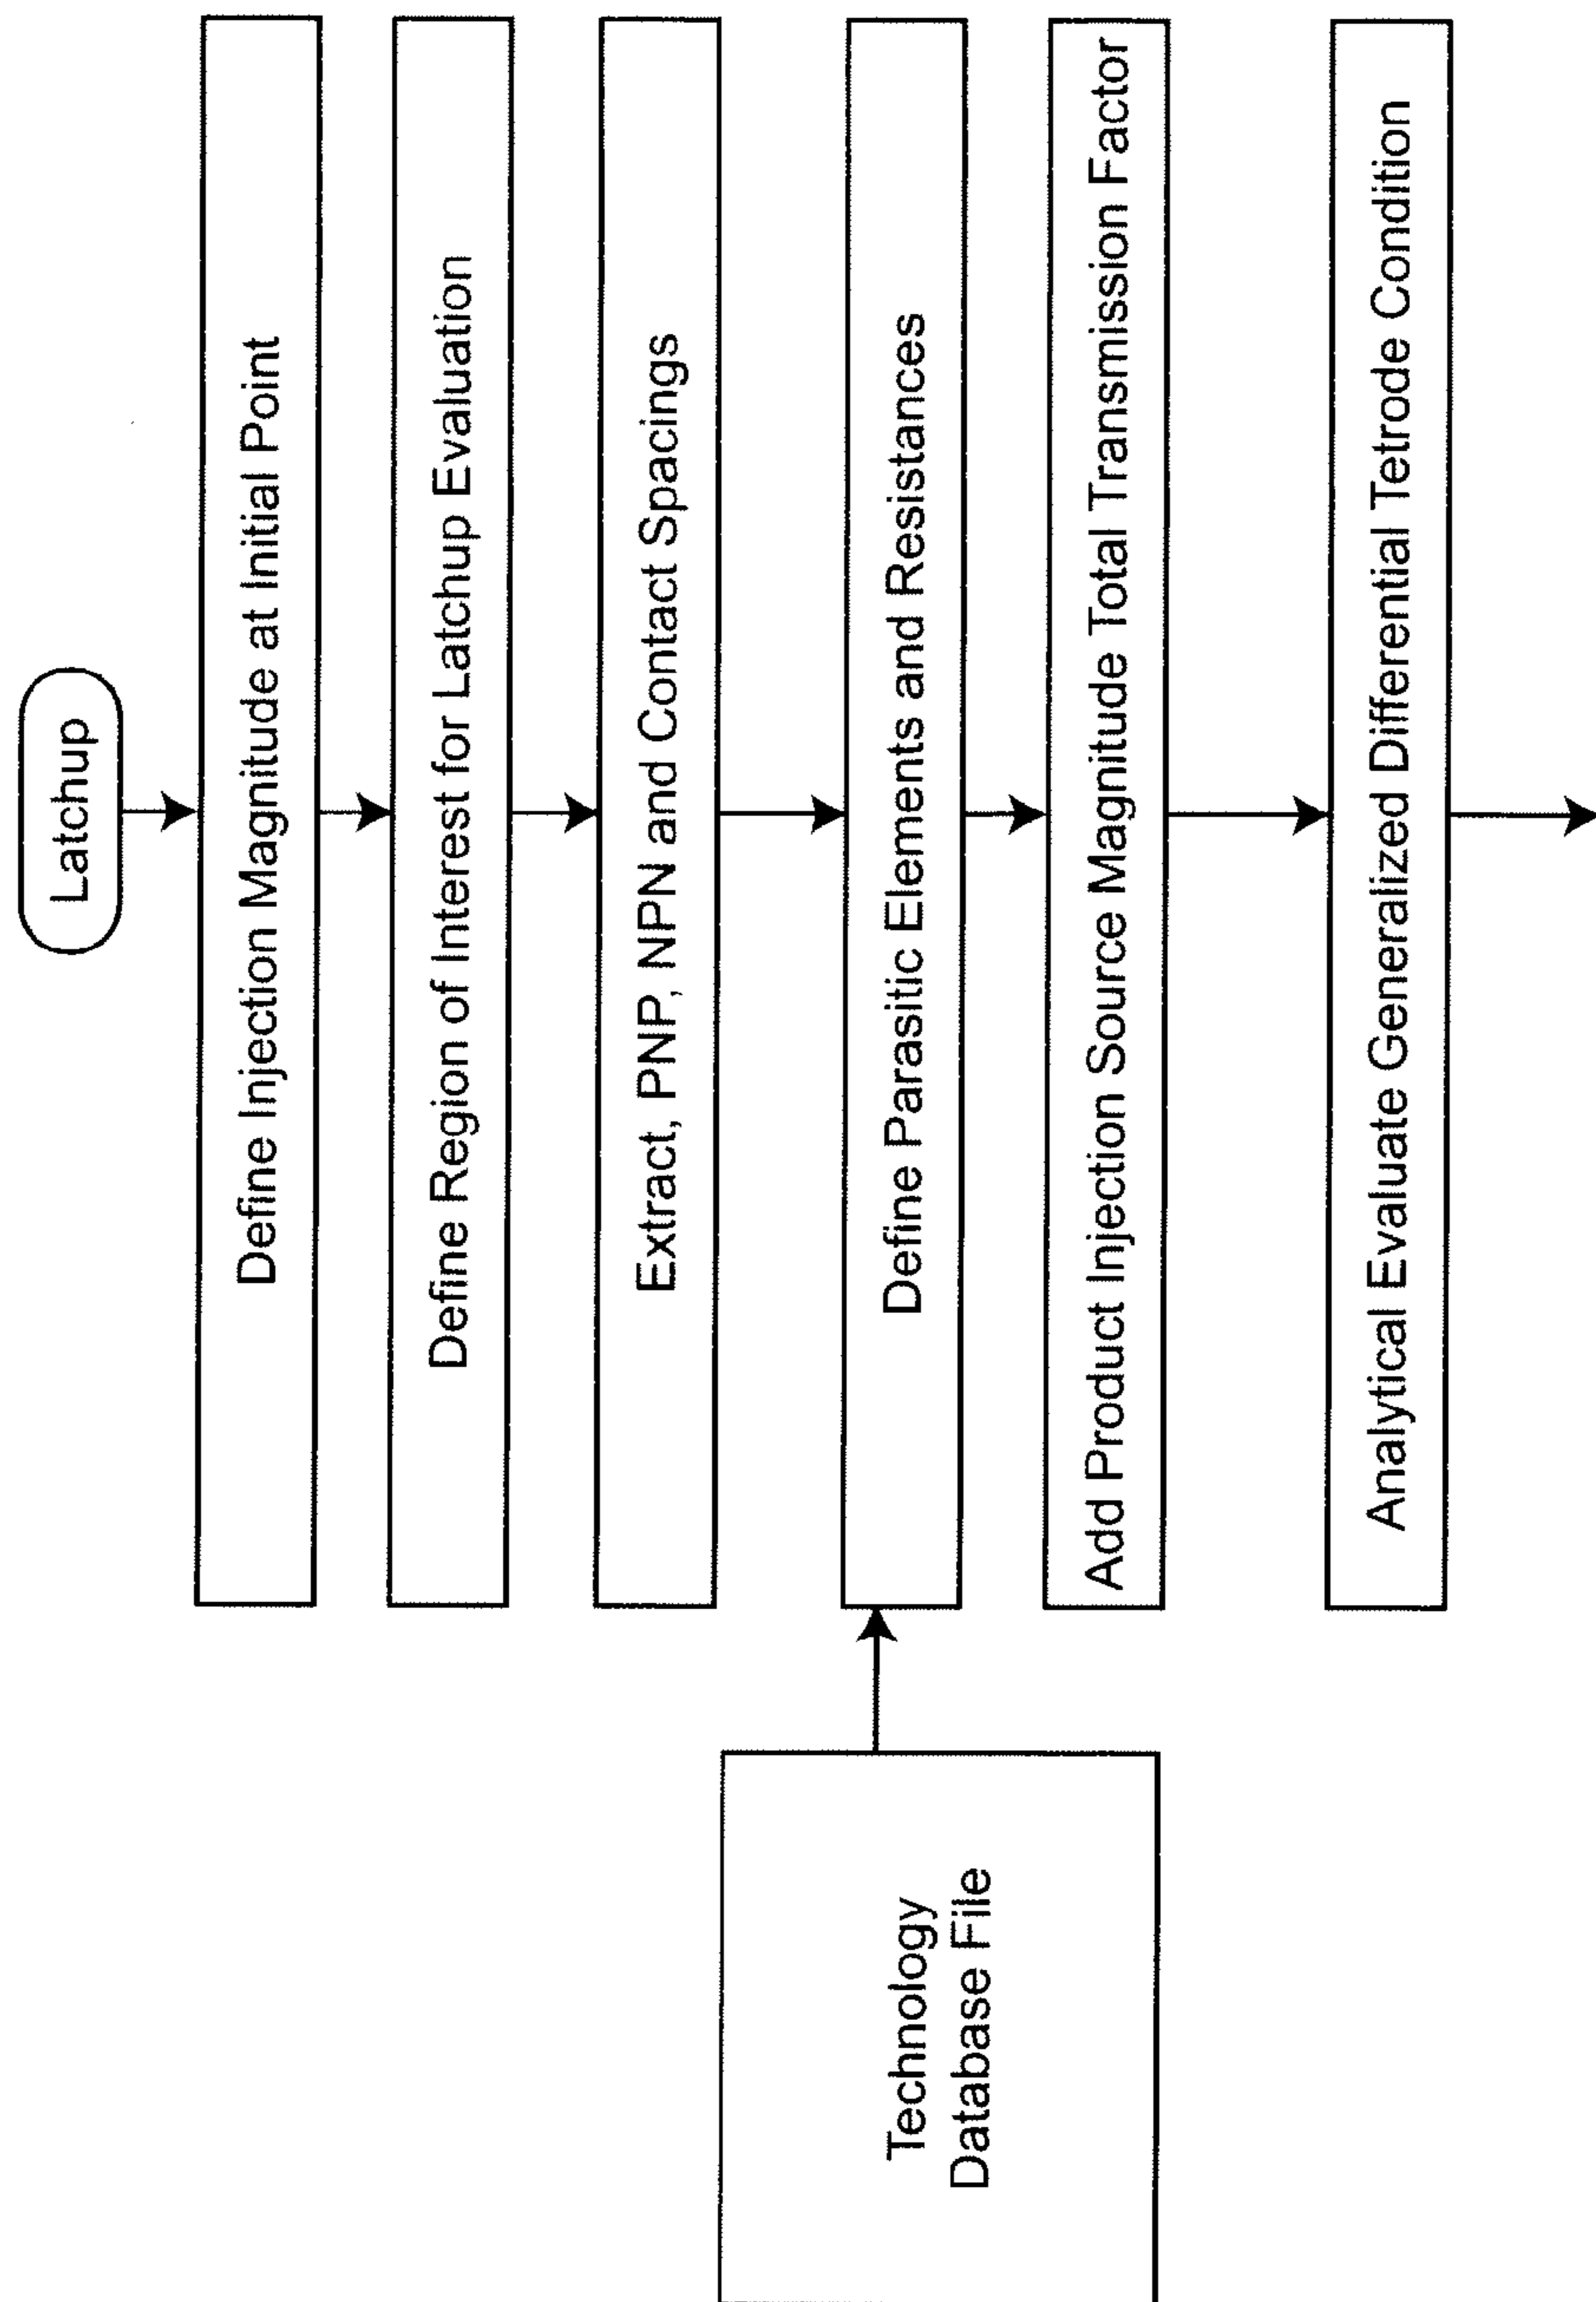 Latchup
Define Injection Magnitude at Initial Point
Define Region of Interest for Latchup Evaluation
Extract, PNP, NPN and Contact Spacings
Technology
Database File
Define Parasitic Elements and Resistances
Add Product Injection Source Magnitude Total Transmission Factor
Analytical Evaluate Generalized Differential Tetrode Condition